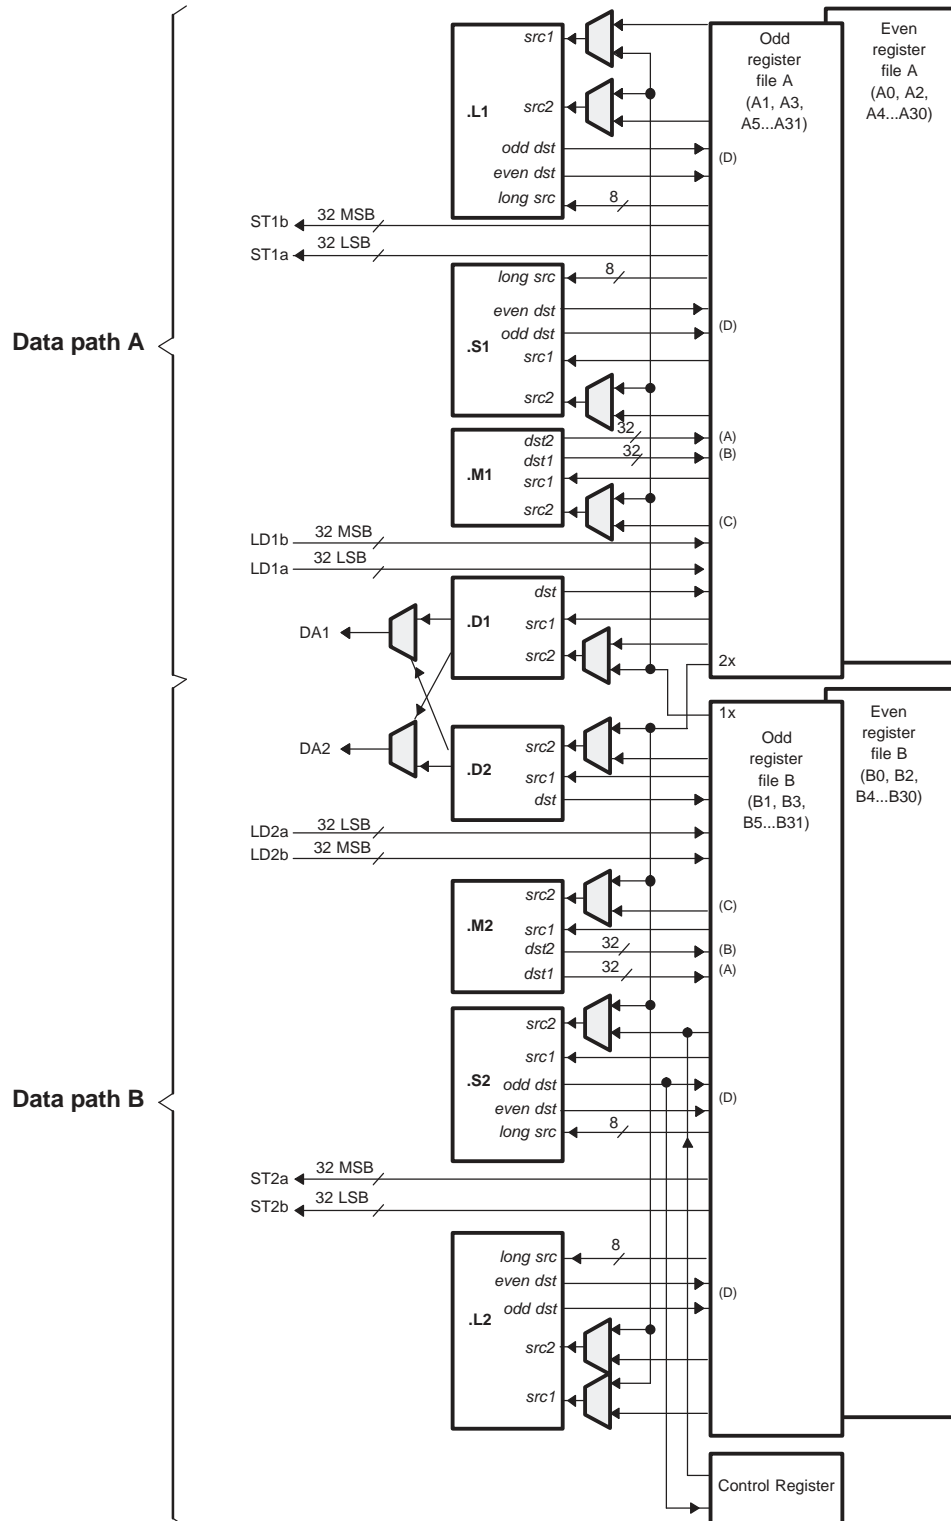 Odd
register
file A
(A1, A3,
A5...A31)
Even
register
file A
(A0, A2,
A4...A30)
src1
.L1
src2
odd dst
(D)
even dst
long src
8
ST1b
32 MSB
ST1a
32 LSB
long src
8
even dst
Data path A
.S1
odd dst
(D)
src1
src2
dst2
32
(A)
dst1
32
(B)
.M1
src1
src2
(C)
LD1b
32 MSB
LD1a
32 LSB
dst
.D1
src1
DA1
src2
2x
1x
Odd
register
file B
(B1, B3,
B5...B31)
Even
register
file B
(B0, B2,
B4...B30)
DA2
src2
.D2
src1
dst
LD2a
32 LSB
LD2b
32 MSB
src2
(C)
.M2
src1
dst2
32
(B)
dst1
32
(A)
src2
src1
.S2
odd dst
(D)
Data path B
even dst
long src
8
ST2a
32 MSB
ST2b
32 LSB
long src
8
even dst
(D)
odd dst
.L2
src2
src1
Control Register